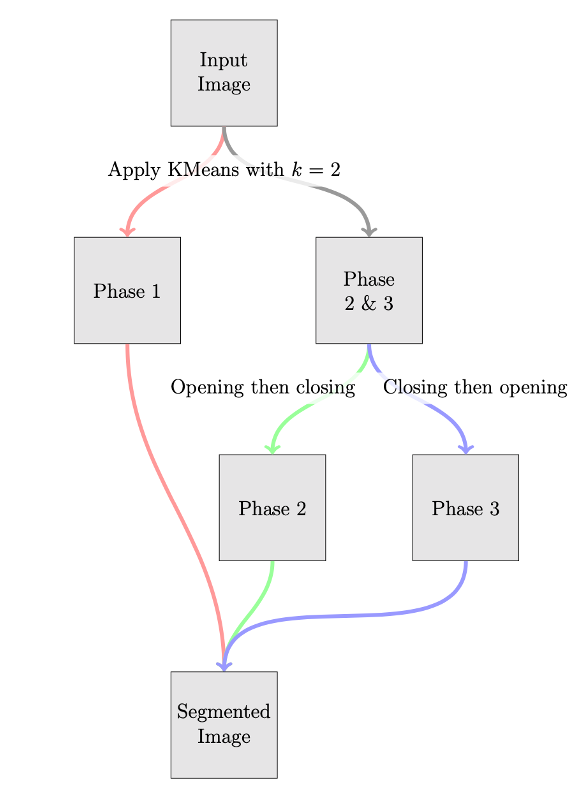 Input
Image
Apply KMeans with k = 2
Phase 1
Phase
2 & 3
Opening then closing
Closing then opening
Phase 2
Phase 3
Segmented
Image